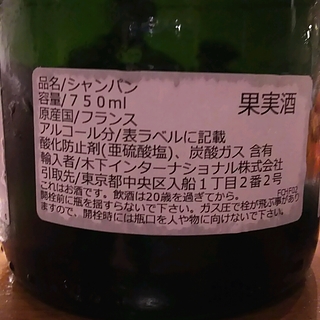 品名/シャンパン
容量/750ml
果実酒
原産国/フランス
アルコール分/表ラベルに記載
酸化防止剤(亜硫酸塩)、炭酸ガス 含有
輸入者/木下インターナショナル株式会社
引取先/東京都中央区入船1丁目2番2号
これはお酒です。飲酒は20歳を過ぎてから。
開栓前に瓶を揺すらないで下さい。ガス圧で栓が飛ぶ事があり
ますので、開栓時には瓶口を人や物に向けないで下さい。